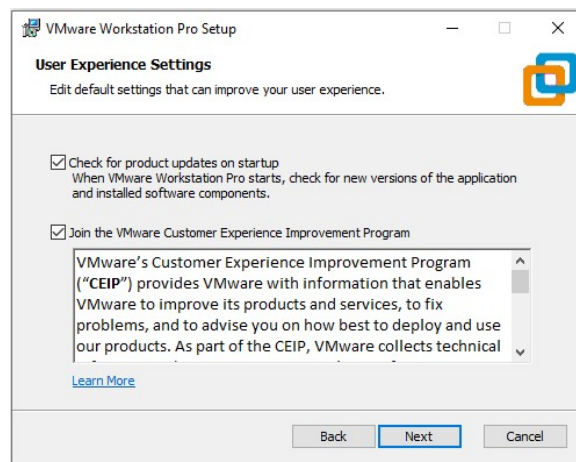 VMware Workstation Pro Setup
User Experience Settings
Edit default settings that can improve your user experience.
Check for product updates on startup
When VMware Workstation Pro starts, check for new versions of the application
and installed software components.
Join the VMware Customer Experience Improvement Program
VMware's Customer Experience Improvement Program
("CEIP") provides VMware with information that enables
VMware to improve its products and services, to fix
problems, and to advise you on how best to deploy and use
our products. As part of the CEIP, VMware collects technical
Learn More
Back Next Cancel